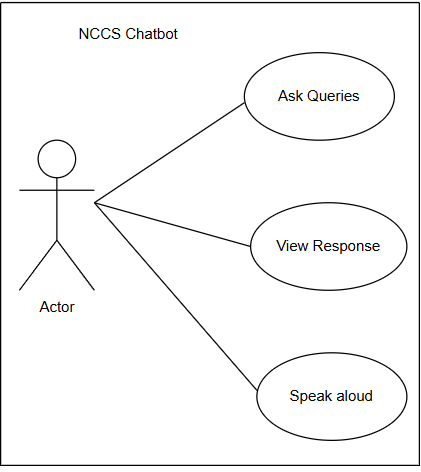 NCCS Chatbot
Ask Queries
View Response
Actor
Speak aloud